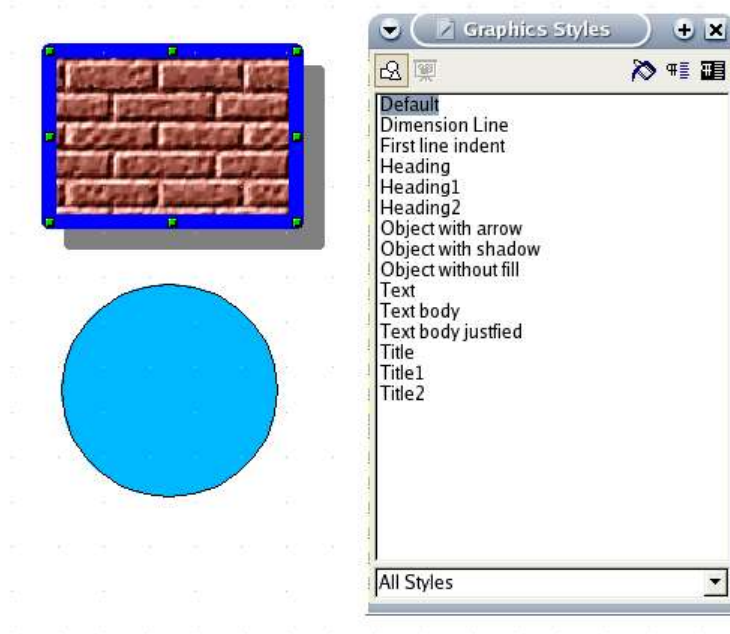 Graphics Styles
Default
Dimension Line
First line indent
Heading
Heading1
Heading2
Object with arrow
Object with shadow
Object without fill
Text
Text body
Text body justfied
Title
Title1
Title2
All Styles